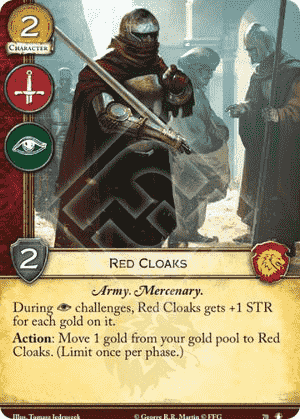 2
CHARACTER
2
RED CLOAKS
Army. Mercenary.
During challenges, Red Cloaks gets +1 STR
for each gold on it.
Action: Move 1 gold from your gold pool to Red
Cloaks. (Limit once per phase.)
Illus. Tomasz Jedruszek © George R.R. Martin © FFG 78